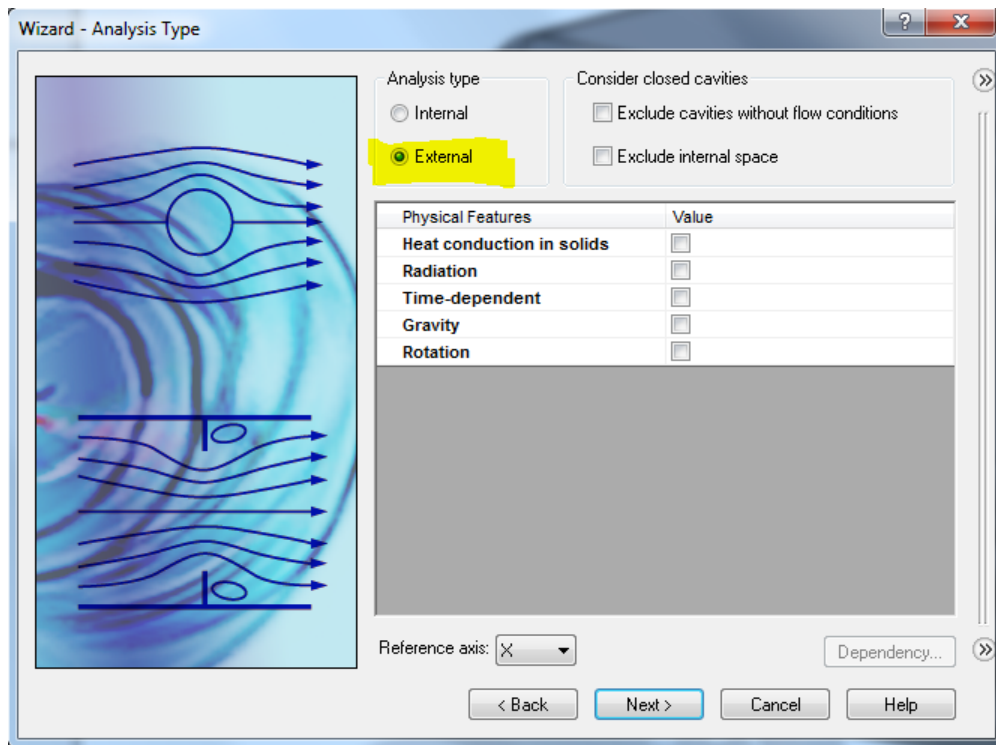 Wizard - Analysis Type
?
X
Analysis type
Internal
External
Consider closed cavities
Exclude cavities without flow conditions
Exclude internal space
Physical Features Value
Heat conduction in solids
Radiation
Time-dependent
Gravity
Rotation
Reference axis: X
Dependency...
< Back Next > Cancel Help